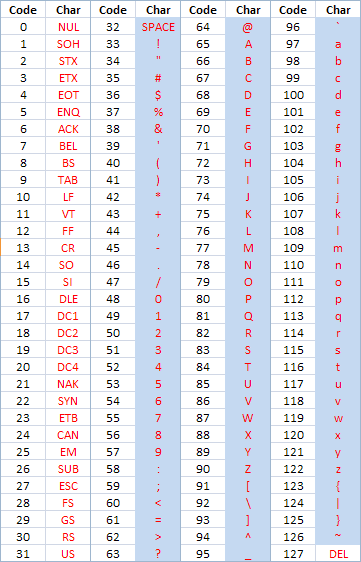 Code Char Code Char Code Char Code Char
0 NUL 32 SPACE 64 @ 96 `
1 SOH 33 ! 65 A 97 a
2 STX 34 " 66 B 98 b
3 ETX 35 # 67 C 99 c
4 EOT 36 $ 68 D 100 d
5 ENQ 37 % 69 E 101 e
6 ACK 38 & 70 F 102 f
7 BEL 39 ' 71 G 103 g
8 BS 40 ( 72 H 104 h
9 TAB 41 ) 73 I 105 i
10 LF 42 * 74 J 106 j
11 VT 43 + 75 K 107 k
12 FF 44 , 76 L 108 l
13 CR 45 - 77 M 109 m
14 SO 46 . 78 N 110 n
15 SI 47 / 79 O 111 o
16 DLE 48 0 80 P 112 p
17 DC1 49 1 81 Q 113 q
18 DC2 50 2 82 R 114 r
19 DC3 51 3 83 S 115 s
20 DC4 52 4 84 T 116 t
21 NAK 53 5 85 U 117 u
22 SYN 54 6 86 V 118 v
23 ETB 55 7 87 W 119 w
24 CAN 56 8 88 X 120 x
25 EM 57 9 89 Y 121 y
26 SUB 58 : 90 Z 122 z
27 ESC 59 ; 91 [ 123 {
28 FS 60 < 92 \ 124 |
29 GS 61 = 93 ] 125 }
30 RS 62 > 94 ^ 126 ~
31 US 63 ? 95 _ 127 DEL